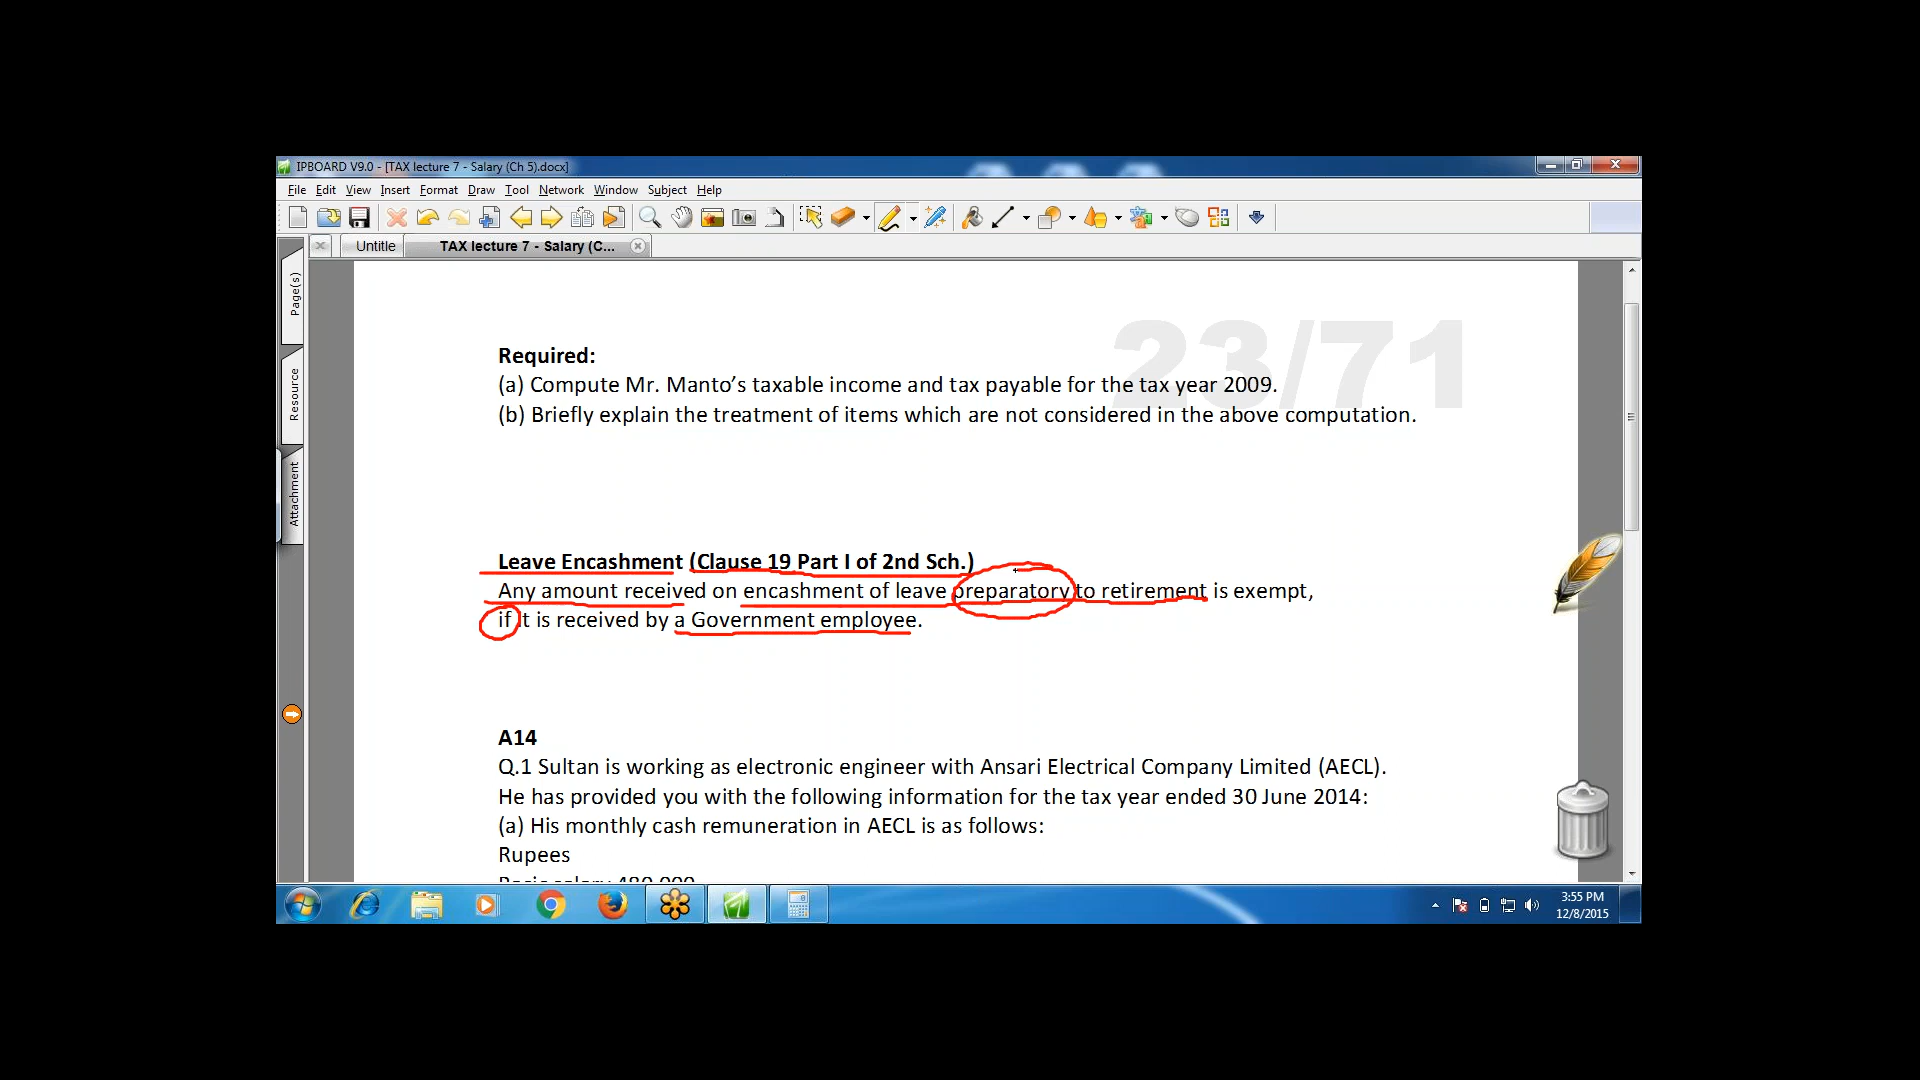 IPBOARD V9.0 - [TAX lecture 7 - Salary (Ch 5).docx]
File Edit View Insert Format Draw Tool Network Window Subject Help
Untitle TAX lecture 7 - Salary (C...
Page(s)
Resource
Attachment
23/71
Required:
(a) Compute Mr. Manto’s taxable income and tax payable for the tax year 2009.
(b) Briefly explain the treatment of items which are not considered in the above computation.
Leave Encashment (Clause 19 Part I of 2nd Sch.)
Any amount received on encashment of leave preparatory to retirement is exempt,
if it is received by a Government employee.
A14
Q.1 Sultan is working as electronic engineer with Ansari Electrical Company Limited (AECL).
He has provided you with the following information for the tax year ended 30 June 2014:
(a) His monthly cash remuneration in AECL is as follows:
Rupees
Basic salary 480,000
3:55 PM
12/8/2015